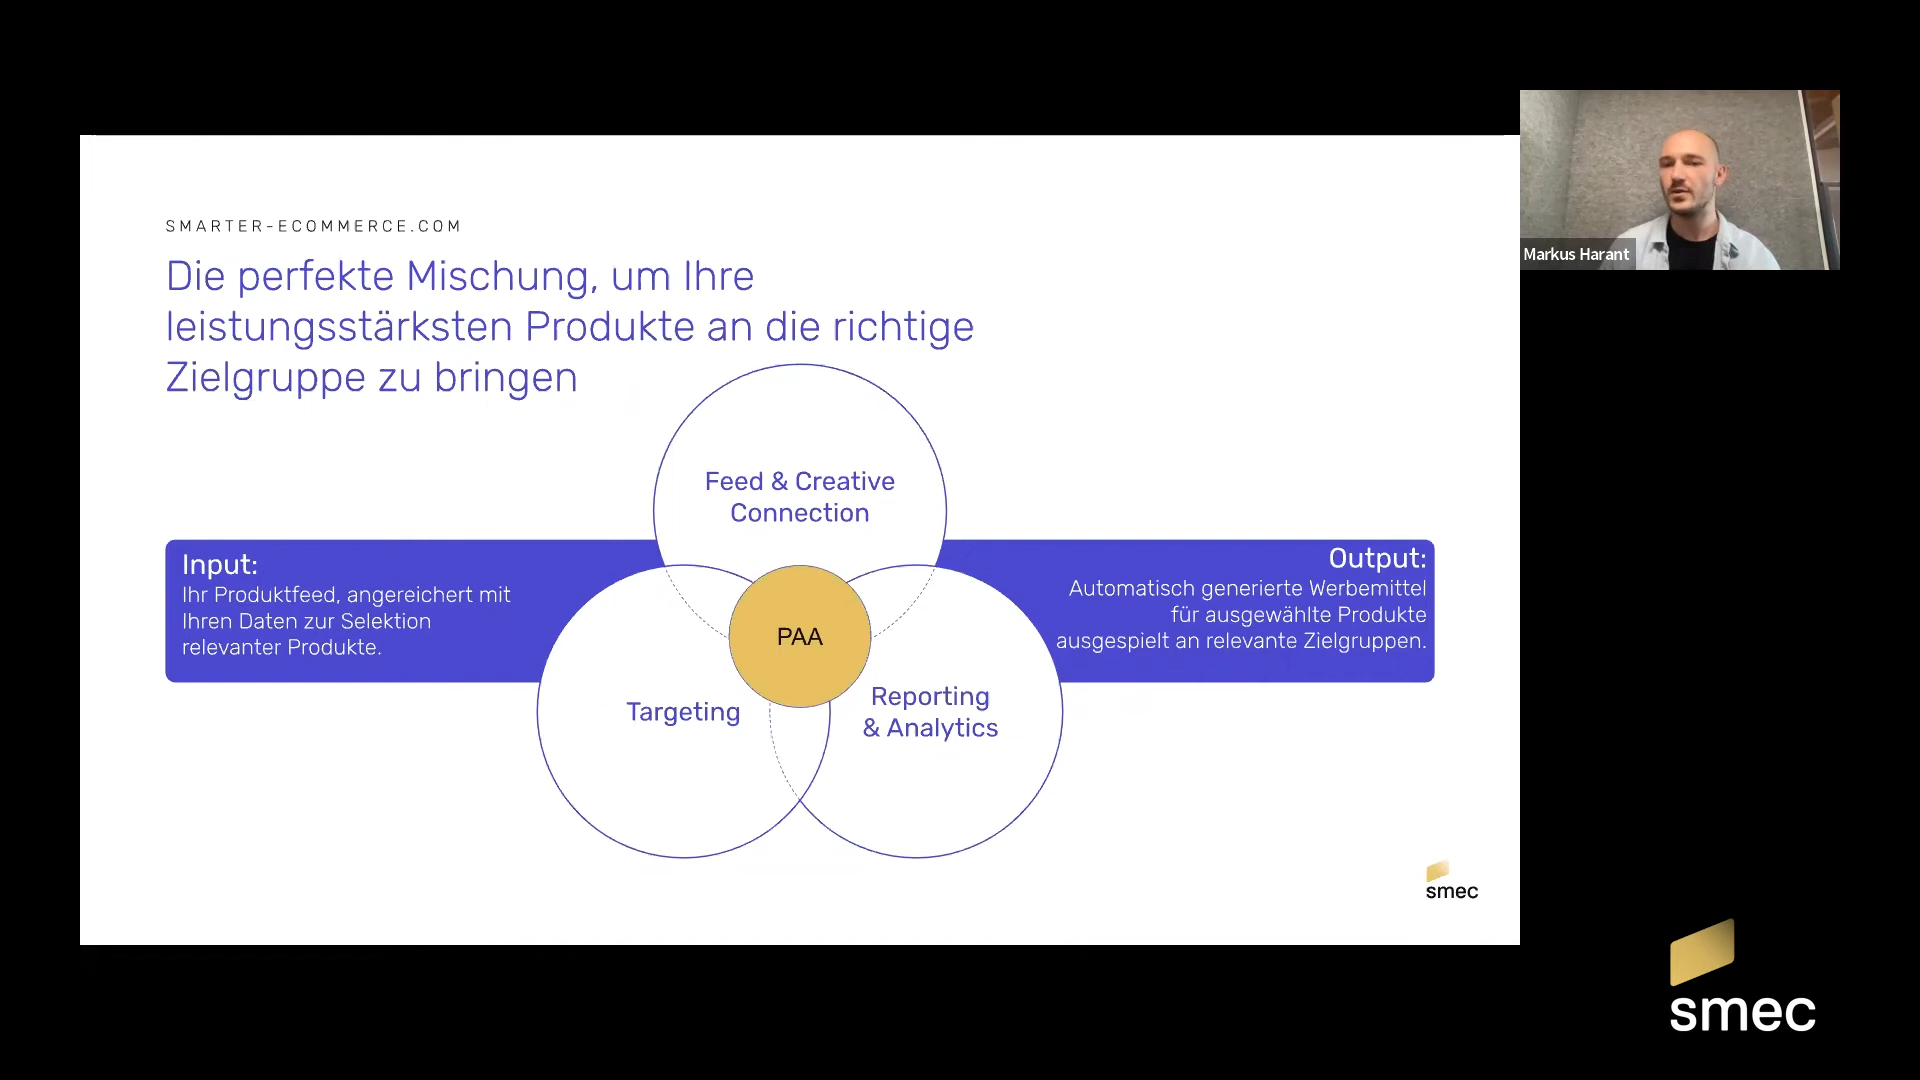 SMARTER-ECOMMERCE.COM
Die perfekte Mischung, um Ihre
leistungsstärksten Produkte an die richtige
Zielgruppe zu bringen
Feed & Creative
Connection
Input:
Ihr Produktfeed, angereichert mit
Ihren Daten zur Selektion
relevanter Produkte.
PAA
Output:
Automatisch generierte Werbemittel
für ausgewählte Produkte
ausgespielt an relevante Zielgruppen.
Targeting
Reporting
& Analytics
smec
Markus Harant
smec